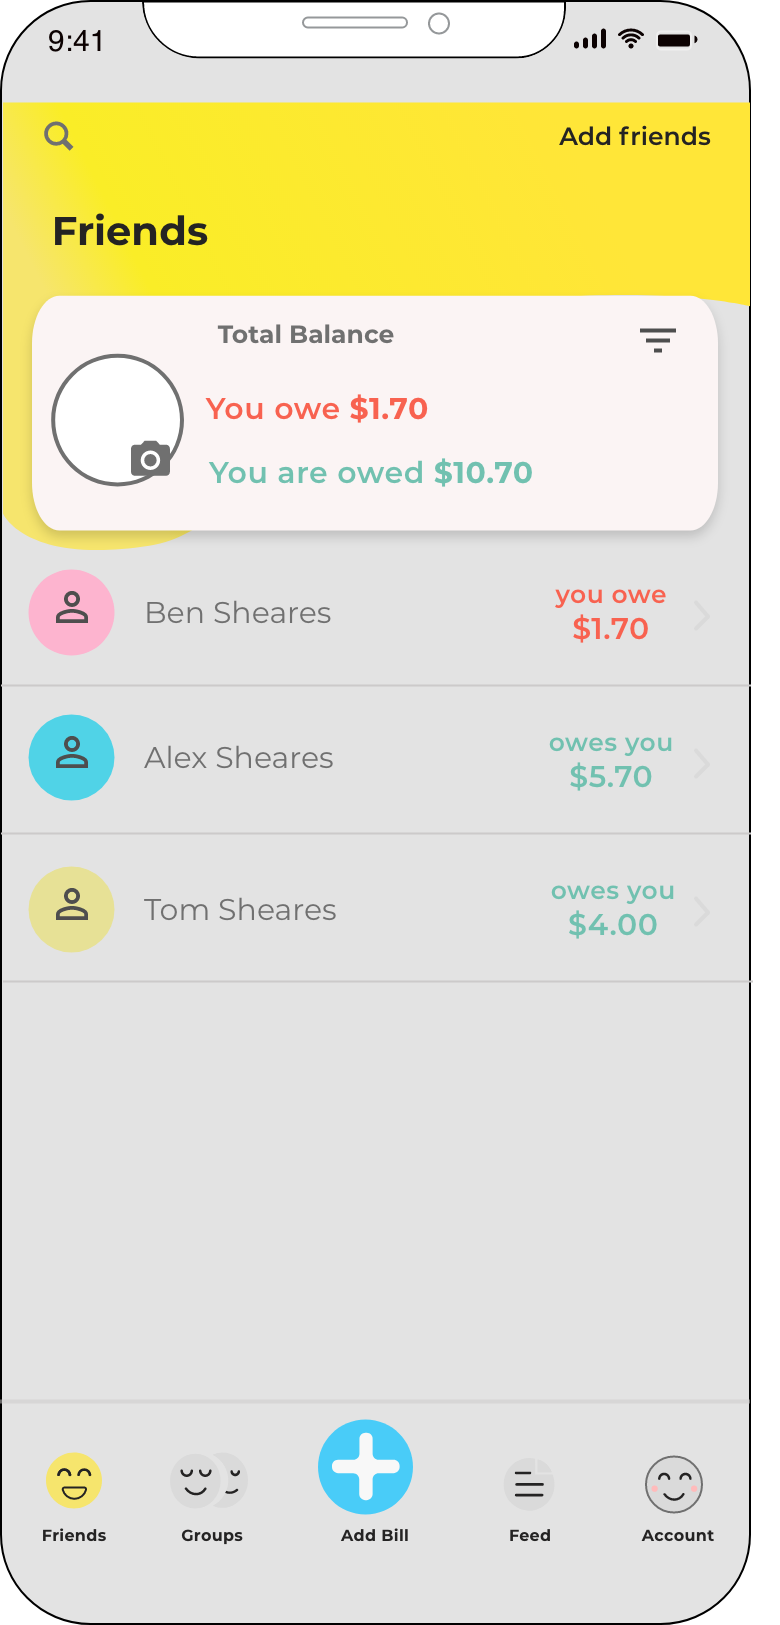 9:41
Add friends
Friends
Total Balance
You owe $1.70
You are owed $10.70
Ben Sheares
you owe
$1.70
Alex Sheares
owes you
$5.70
Tom Sheares
owes you
$4.00
Friends
Groups
Add Bill
Feed
Account